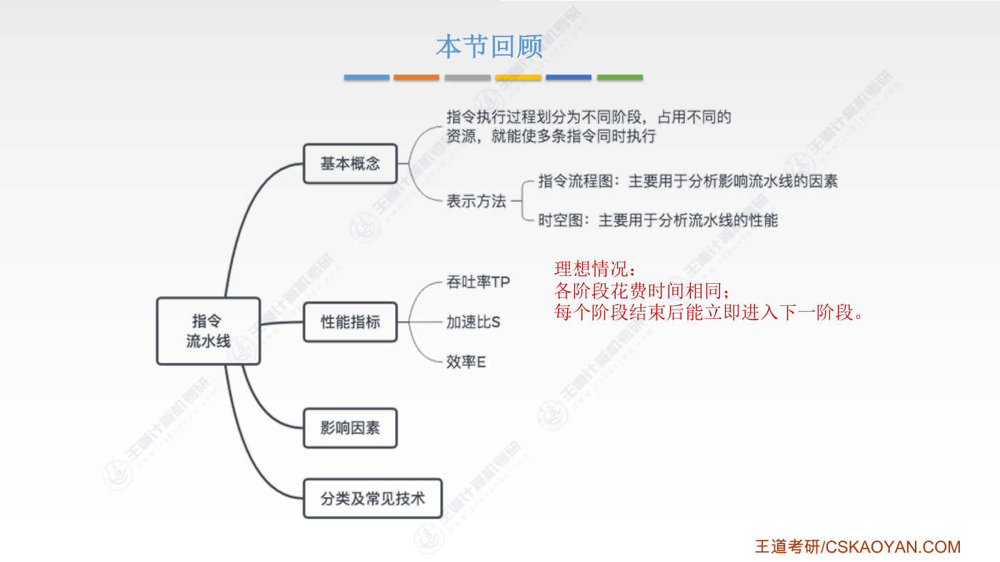 本节回顾
指令执行过程划分为不同阶段，占用不同的
资源，就能使多条指令同时执行
基本概念
指令流程图：主要用于分析影响流水线的因素
表示方法
时空图：主要用于分析流水线的性能
理想情况：
各阶段花费时间相同；
每个阶段结束后能立即进入下一阶段。
吞吐率TP
指令
流水线
性能指标
加速比S
效率E
影响因素
分类及常见技术
王道考研/CSKAOYAN.COM